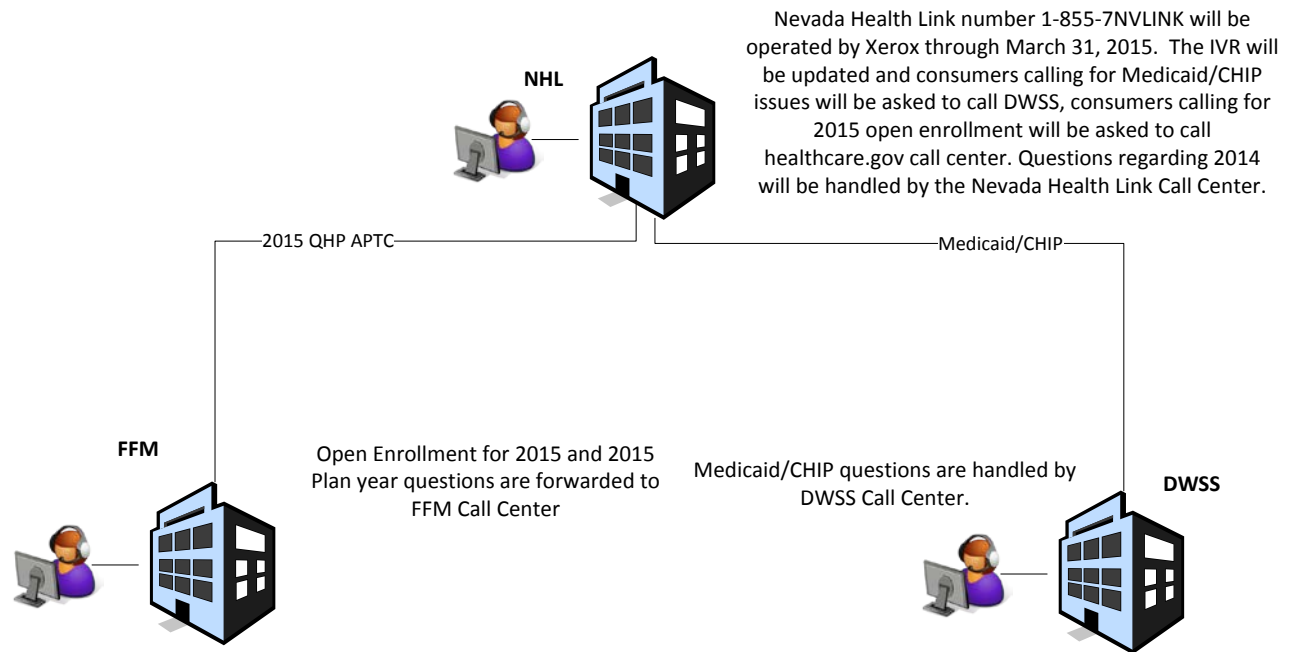 Nevada Health Link number 1-855-7NVLINK will be
operated by Xerox through March 31, 2015.  The IVR will
be updated and consumers calling for Medicaid/CHIP
issues will be asked to call DWSS, consumers calling for
2015 open enrollment will be asked to call
healthcare.gov call center. Questions regarding 2014
will be handled by the Nevada Health Link Call Center.
NHL
2015 QHP APTC
Medicaid/CHIP
FFM
Open Enrollment for 2015 and 2015
Plan year questions are forwarded to
FFM Call Center
Medicaid/CHIP questions are handled by
DWSS Call Center.
DWSS